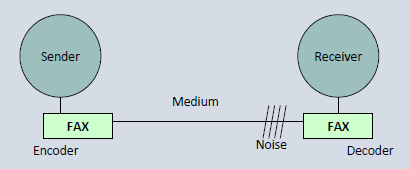 Sender
Receiver
Medium
FAX
FAX
Encoder
Noise
Decoder